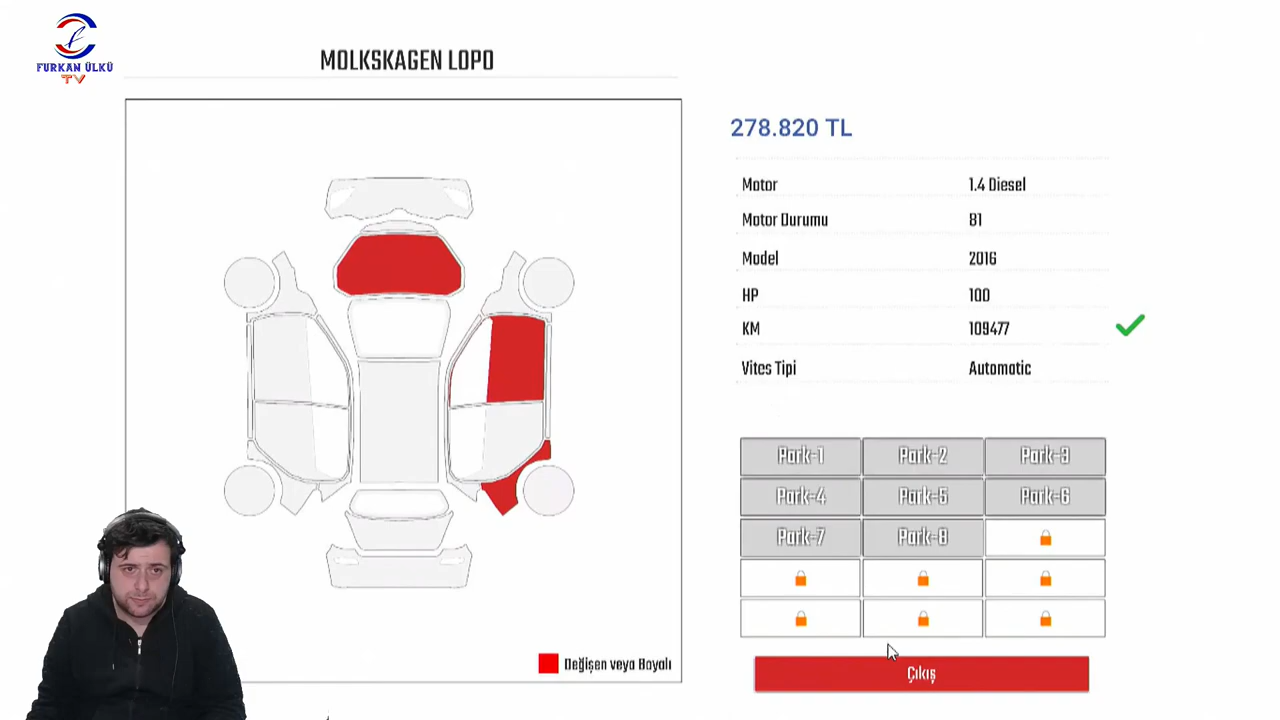 FURKAN ÜLKÜ
TV
MOLKSKAGEN LOPO
278.820 TL
Motor 1.4 Diesel
Motor Durumu 81
Model 2016
HP 100
KM 109477
Vites Tipi Automatic
Park-1 Park-2 Park-3
Park-4 Park-5 Park-6
Park-7 Park-8
Değişen veya Boyalı
Çıkış